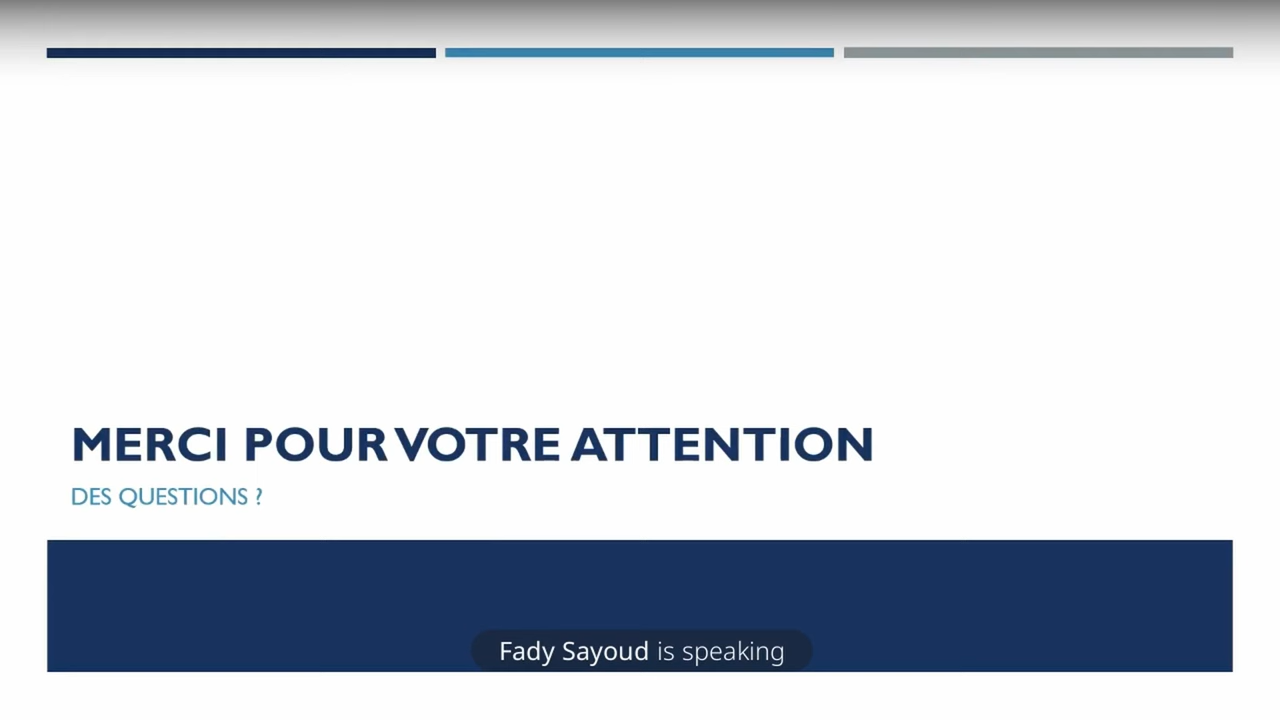 MERCI POUR VOTRE ATTENTION
DES QUESTIONS ?
Fady Sayoud is speaking